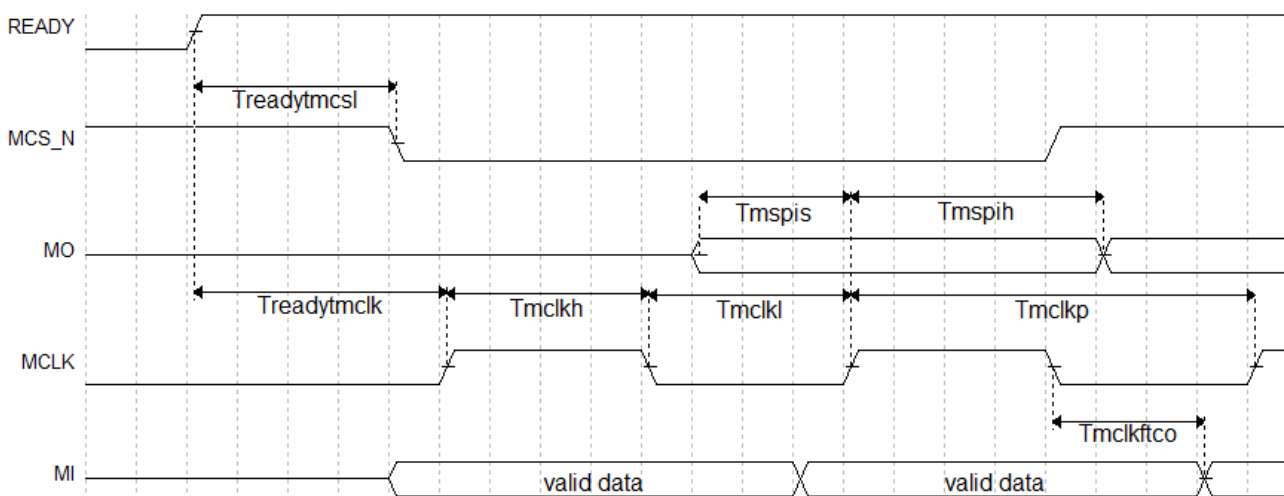 READY
Treadytmcsl
MCS_N
Tmspis
Tmspih
MO
Treadytmclk
Tmclkh
Tmclkl
Tmclkp
MCLK
Tmclkftco
MI
valid data
valid data